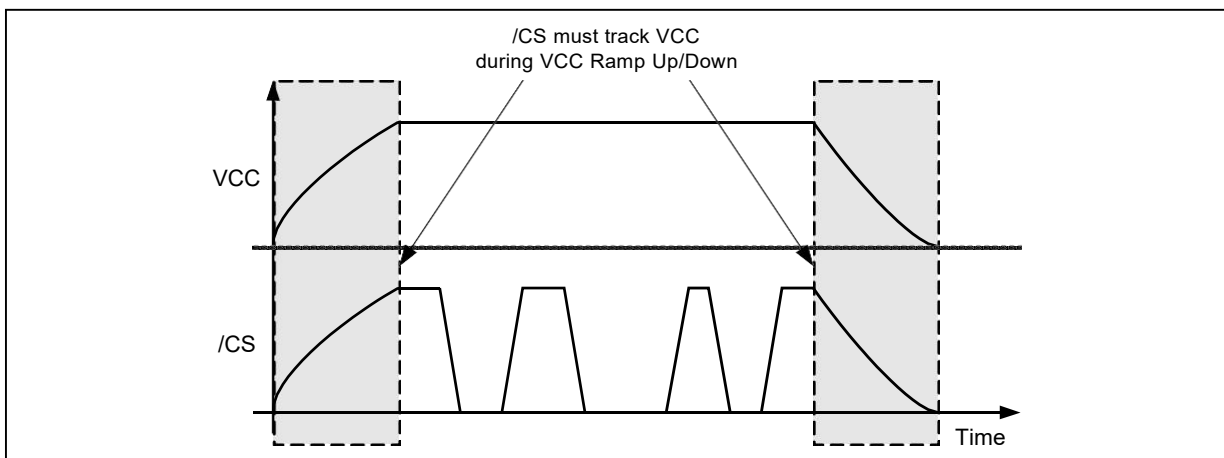 /CS must track VCC
during VCC Ramp Up/Down
VCC
/CS
Time